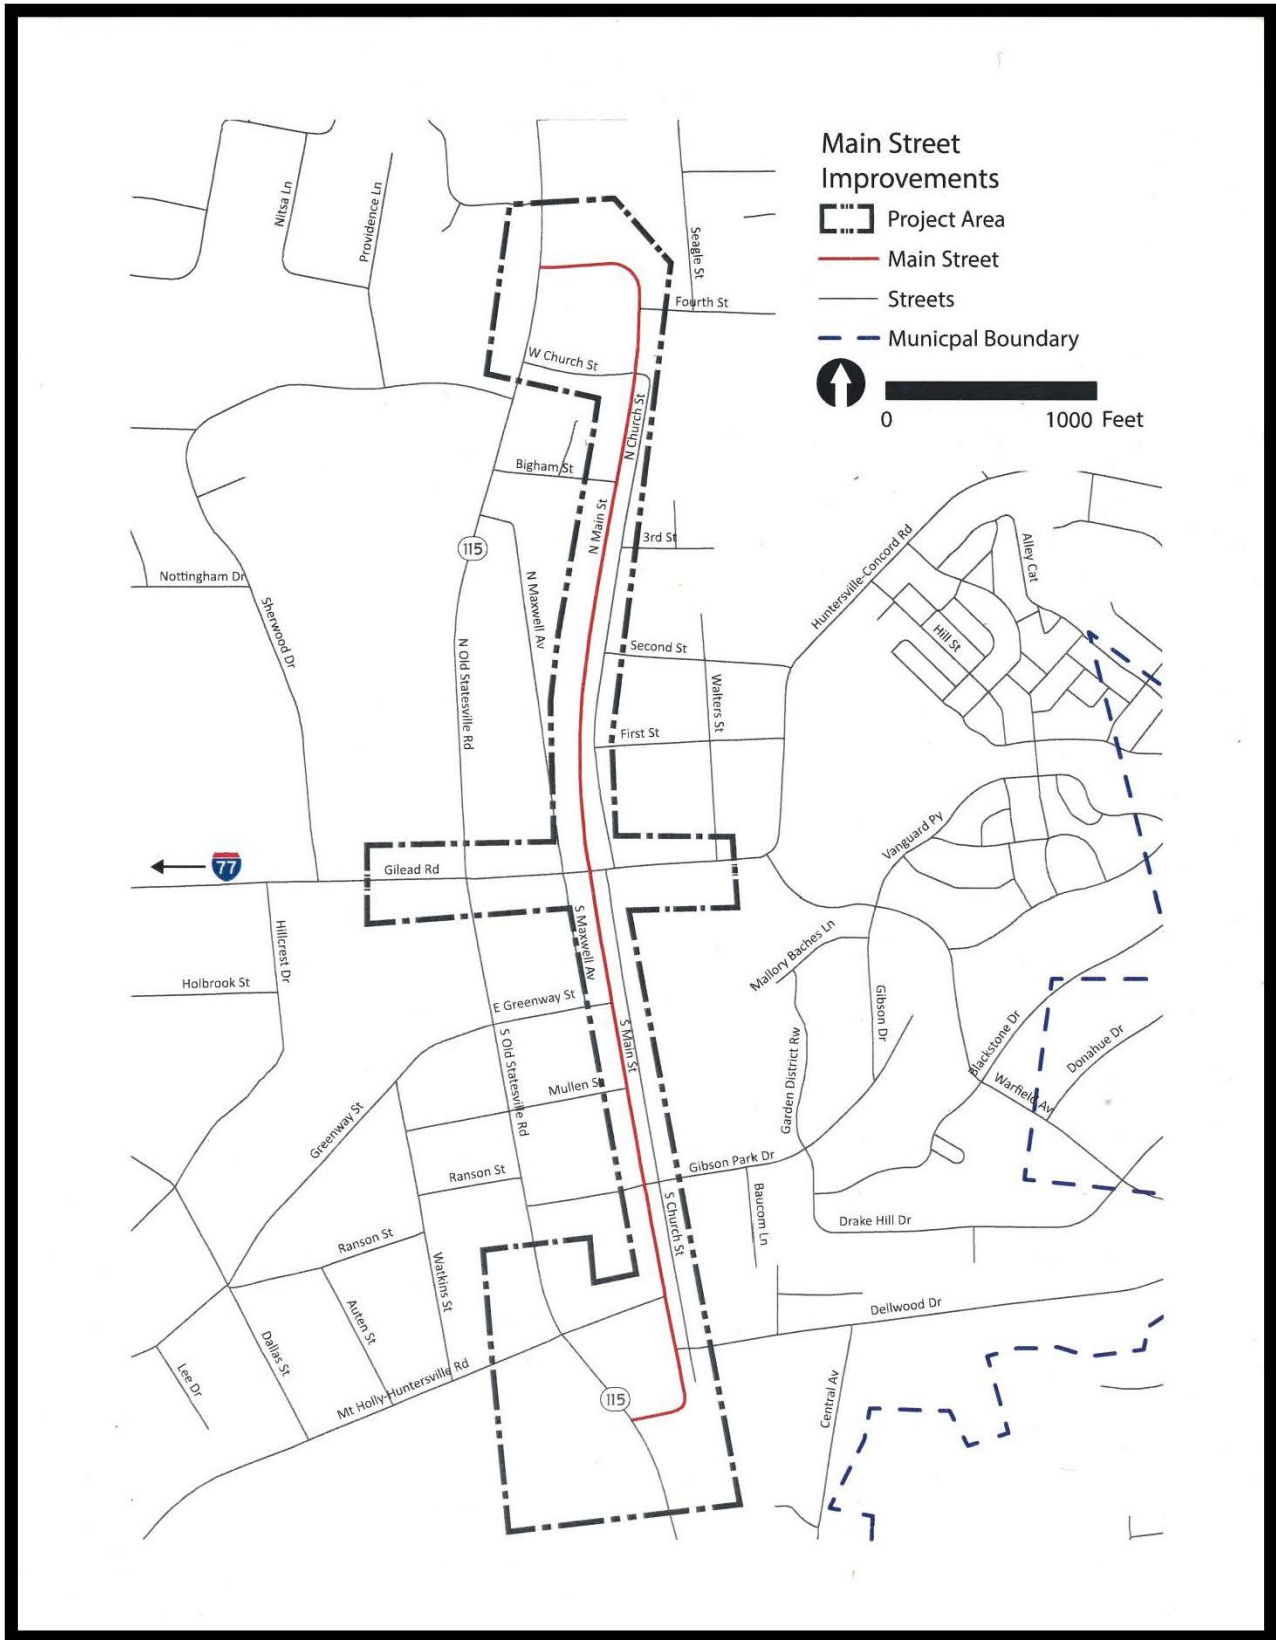 Main Street
Improvements
Project Area
Main Street
Streets
Municpal Boundary
0 1000 Feet
Nitsa Ln
Providence Ln
Seagle St
Fourth St
W Church St
N Church St
Bigham St
N Main St
3rd St
115
Nottingham Dr
Sherwood Dr
N Maxwell Av
N Old Statesville Rd
Second St
Walters St
First St
Huntersville-Concord Rd
Alley Cat
Hill St
Vanguard Py
77
Gilead Rd
Hillcrest Dr
Holbrook St
S Maxwell Av
E Greenway St
S Main St
S Old Statesville Rd
Mullen St
Greenway St
Mallory Baches Ln
Gibson Dr
Garden District Rw
Blackstone Dr
Donahue Dr
Warfield Av
Ranson St
Gibson Park Dr
Baucom Ln
S Church St
Drake Hill Dr
Ranson St
Watkins St
Auten St
Dallas St
Lee Dr
Mt Holly-Huntersville Rd
Dellwood Dr
Central Av
115